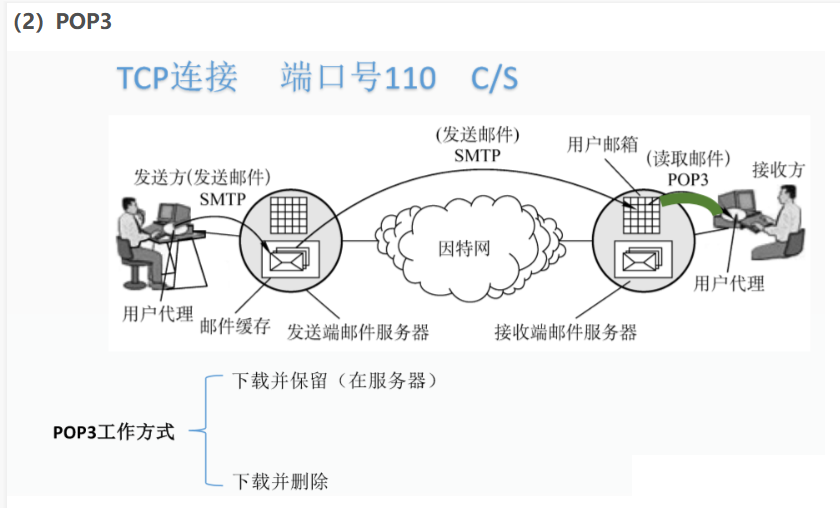 (2) POP3
TCP连接 端口号110 C/S
(发送邮件)
SMTP
用户邮箱
(读取邮件)
POP3
接收方
发送方(发送邮件)
SMTP
因特网
用户代理
邮件缓存
发送端邮件服务器
接收端邮件服务器
用户代理
下载并保留（在服务器）
POP3工作方式
下载并删除